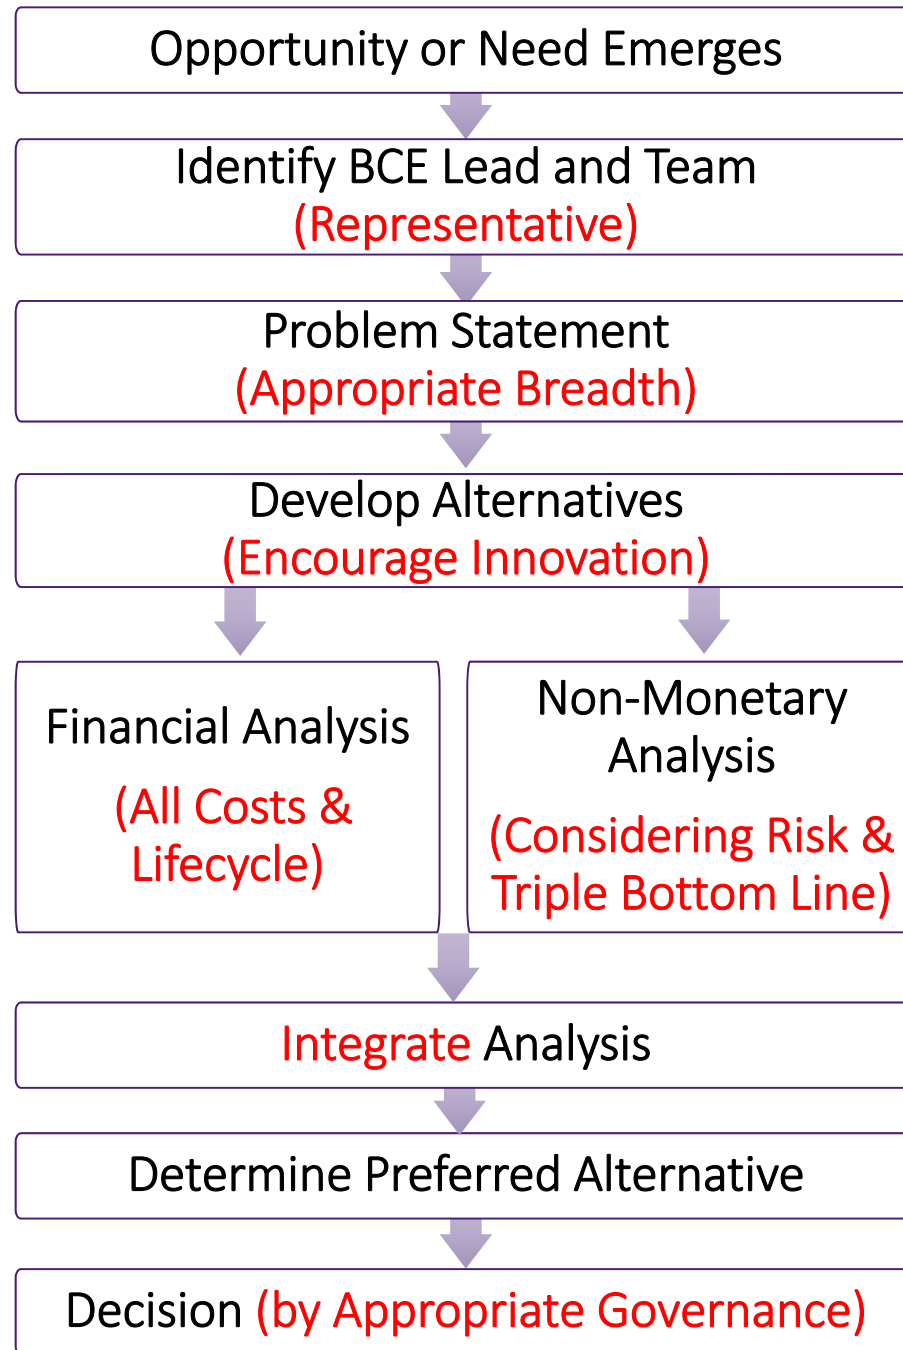 Opportunity or Need Emerges
Identify BCE Lead and Team
(Representative)
Problem Statement
(Appropriate Breadth)
Develop Alternatives
(Encourage Innovation)
Financial Analysis
(All Costs &
Lifecycle)
Non-Monetary
Analysis
(Considering Risk &
Triple Bottom Line)
Integrate Analysis
Determine Preferred Alternative
Decision (by Appropriate Governance)